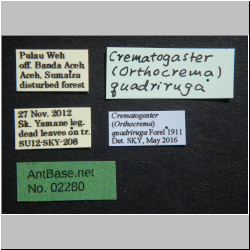 Pulau Weh
off. Banda Aceh
Aceh, Sumatra
disturbed forest
Crematogaster
(Orthocrema)
quadriruga
27 Nov. 2012
Sk. Yamane leg.
dead leaves on tr.
SU12-SKY-208
Crematogaster
(Orthocrema)
quadriruga Forel 1911
Det. SKY, May 2016
AntBase.net
No. 02280